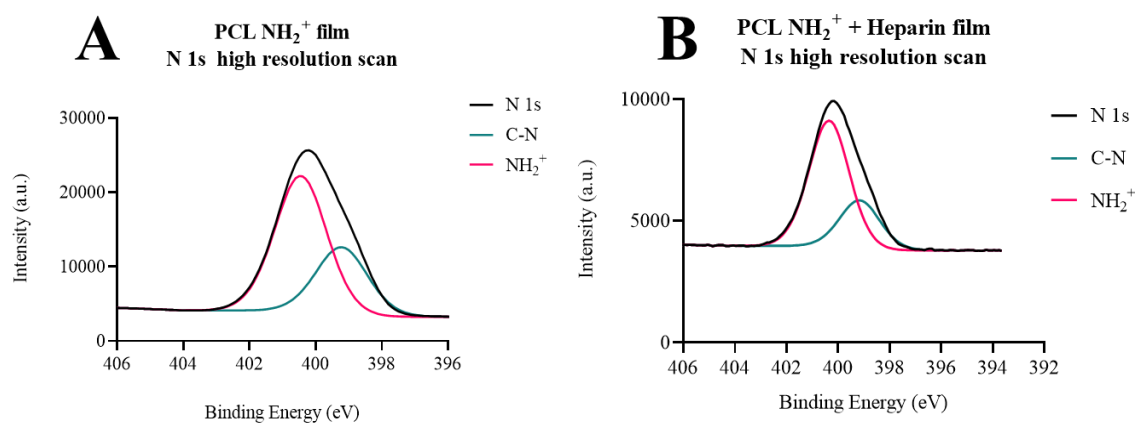 A
PCL NH₂⁺ film
N 1s high resolution scan
30000
20000
10000
0
406 404 402 400 398 396
Intensity (a.u.)
Binding Energy (eV)
N 1s
C-N
NH₂⁺
B
PCL NH₂⁺ + Heparin film
N 1s high resolution scan
10000
5000
0
406 404 402 400 398 396 394 392
Intensity (a.u.)
Binding Energy (eV)
N 1s
C-N
NH₂⁺